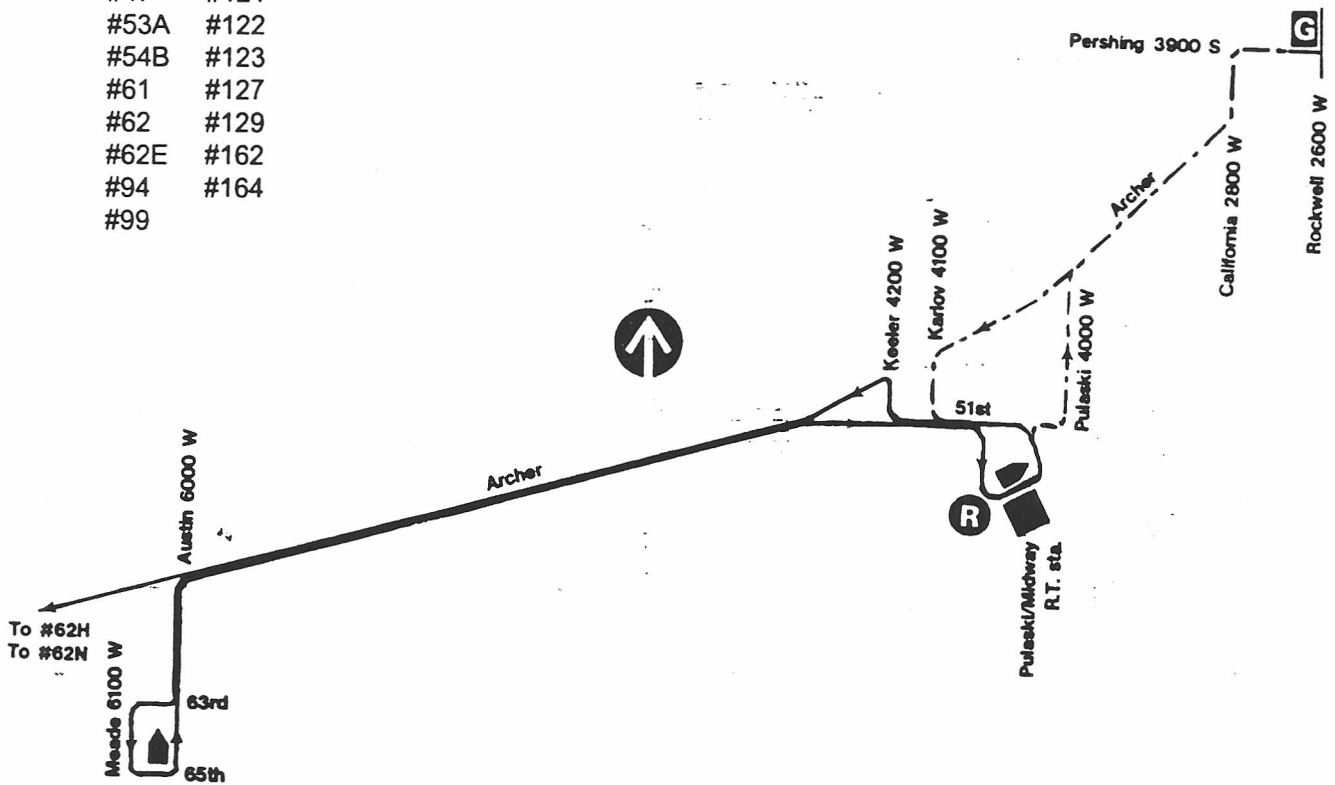 #53A #122
#54B #123
#61 #127
#62 #129
#62E #162
#94 #164
#99
Pershing 3900 S
G
Rockwell 2600 W
California 2800 W
Archer
Karlov 4100 W
Keeler 4200 W
Pulaski 4000 W
51st
R
Pulaski/Midway
R.T. sta.
Archer
Austin 6000 W
To #62H
To #62N
Meade 6100 W
63rd
65th